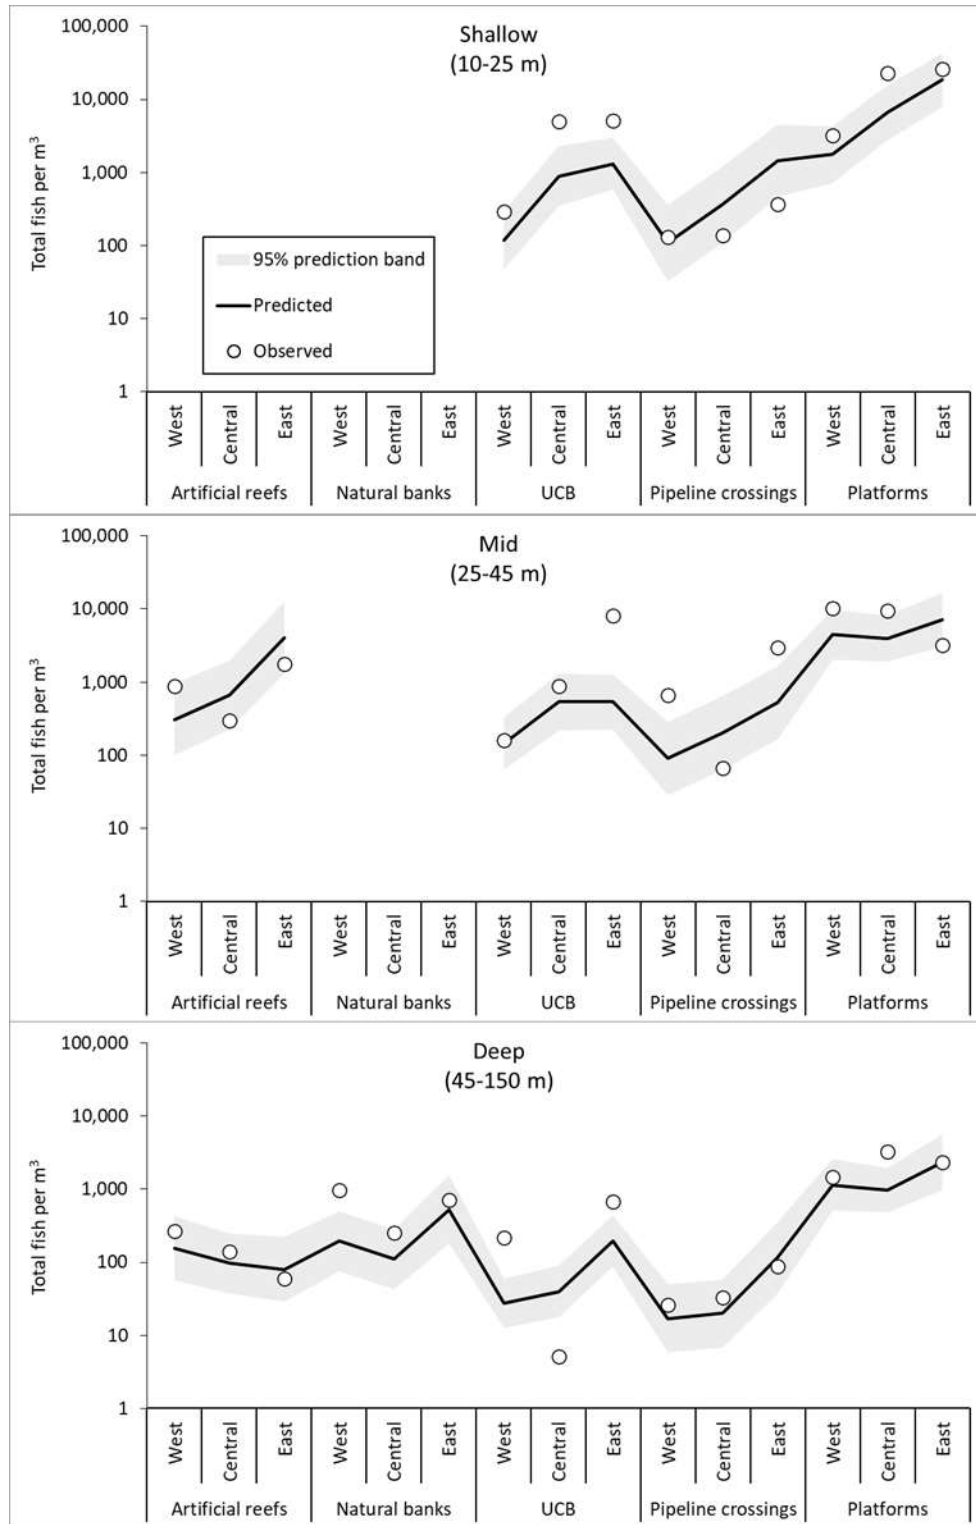 Shallow
(10-25 m)
Total fish per m³
100,000
10,000
1,000
100
10
1
95% prediction band
Predicted
Observed
West Central East West Central East West Central East West Central East West Central East
Artificial reefs Natural banks UCB Pipeline crossings Platforms
Mid
(25-45 m)
Total fish per m³
100,000
10,000
1,000
100
10
1
West Central East West Central East West Central East West Central East West Central East
Artificial reefs Natural banks UCB Pipeline crossings Platforms
Deep
(45-150 m)
Total fish per m³
100,000
10,000
1,000
100
10
1
West Central East West Central East West Central East West Central East West Central East
Artificial reefs Natural banks UCB Pipeline crossings Platforms